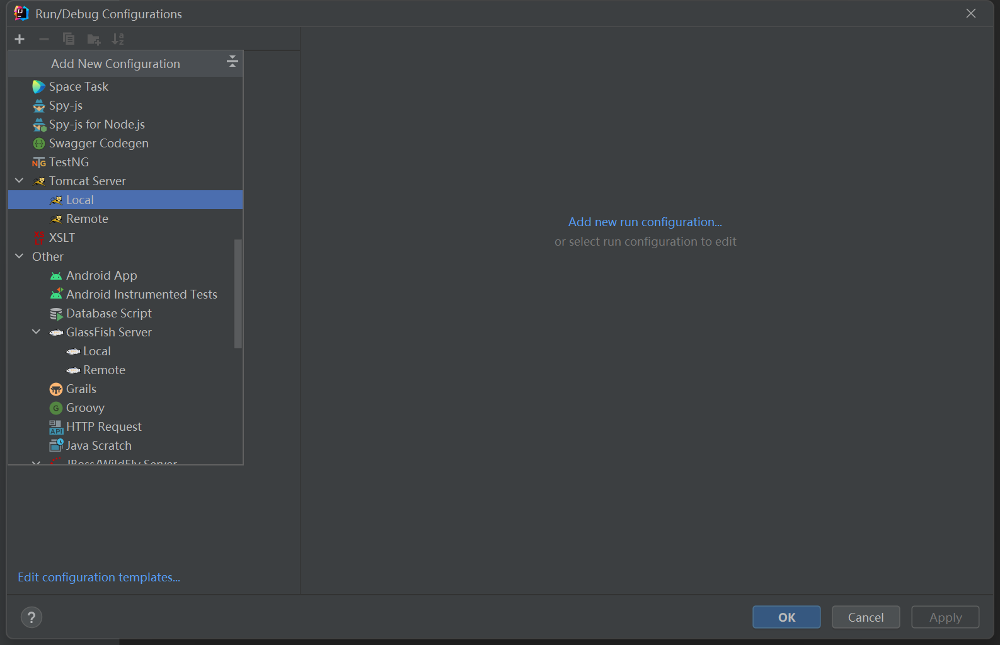 Run/Debug Configurations
Add New Configuration
Space Task
Spy-js
Spy-js for Node.js
Swagger Codegen
TestNG
Tomcat Server
Local
Remote
XSLT
Other
Android App
Android Instrumented Tests
Database Script
GlassFish Server
Local
Remote
Grails
Groovy
HTTP Request
Java Scratch
JBoss/WildFly Server
Add new run configuration...
or select run configuration to edit
Edit configuration templates...
?
OK
Cancel
Apply